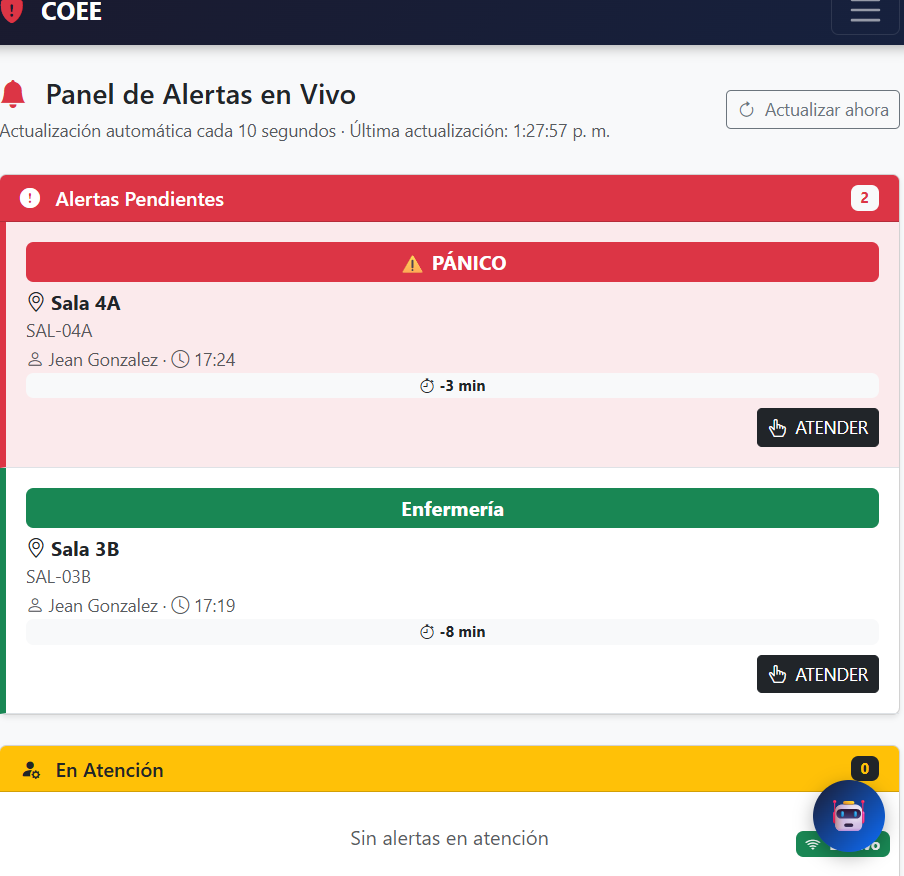 COEE
Panel de Alertas en Vivo
Actualización automática cada 10 segundos · Última actualización: 1:27:57 p. m.
Actualizar ahora
Alertas Pendientes
2
PÁNICO
Sala 4A
SAL-04A
Jean Gonzalez · 17:24
-3 min
ATENDER
Enfermería
Sala 3B
SAL-03B
Jean Gonzalez · 17:19
-8 min
ATENDER
En Atención
0
Sin alertas en atención